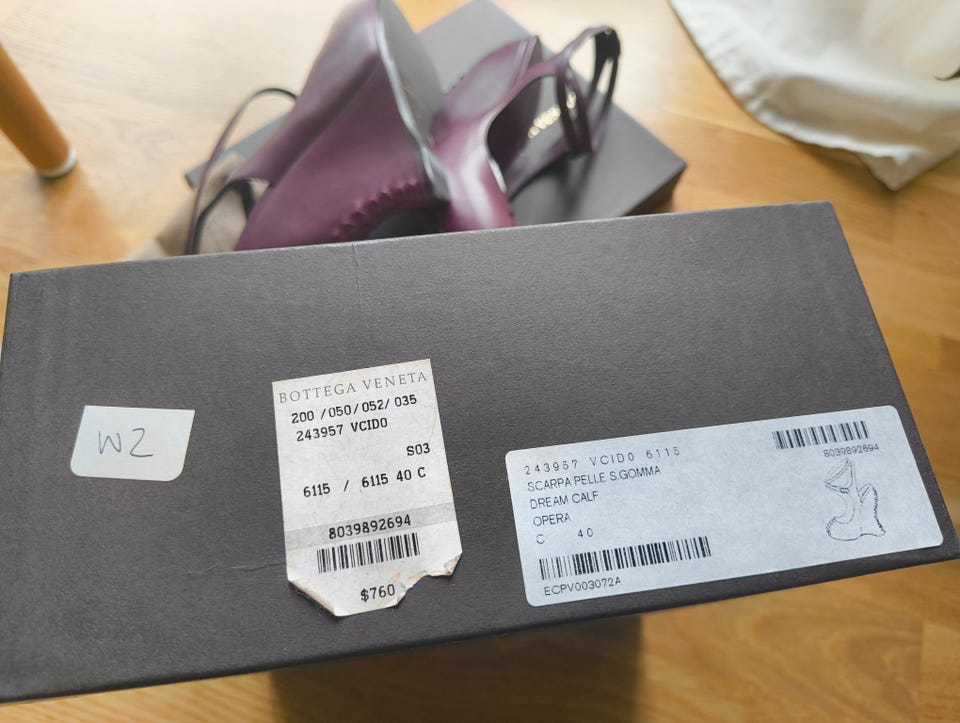 W2
BOTTEGA VENETA
200 /050/052/ 035
243957 VCID0
S03
6115 / 6115 40 C
8039892694
$760
243957 VCID0 6115
SCARPA PELLE S.GOMMA
DREAM CALF
OPERA
C 40
ECPV003072A
8039892694